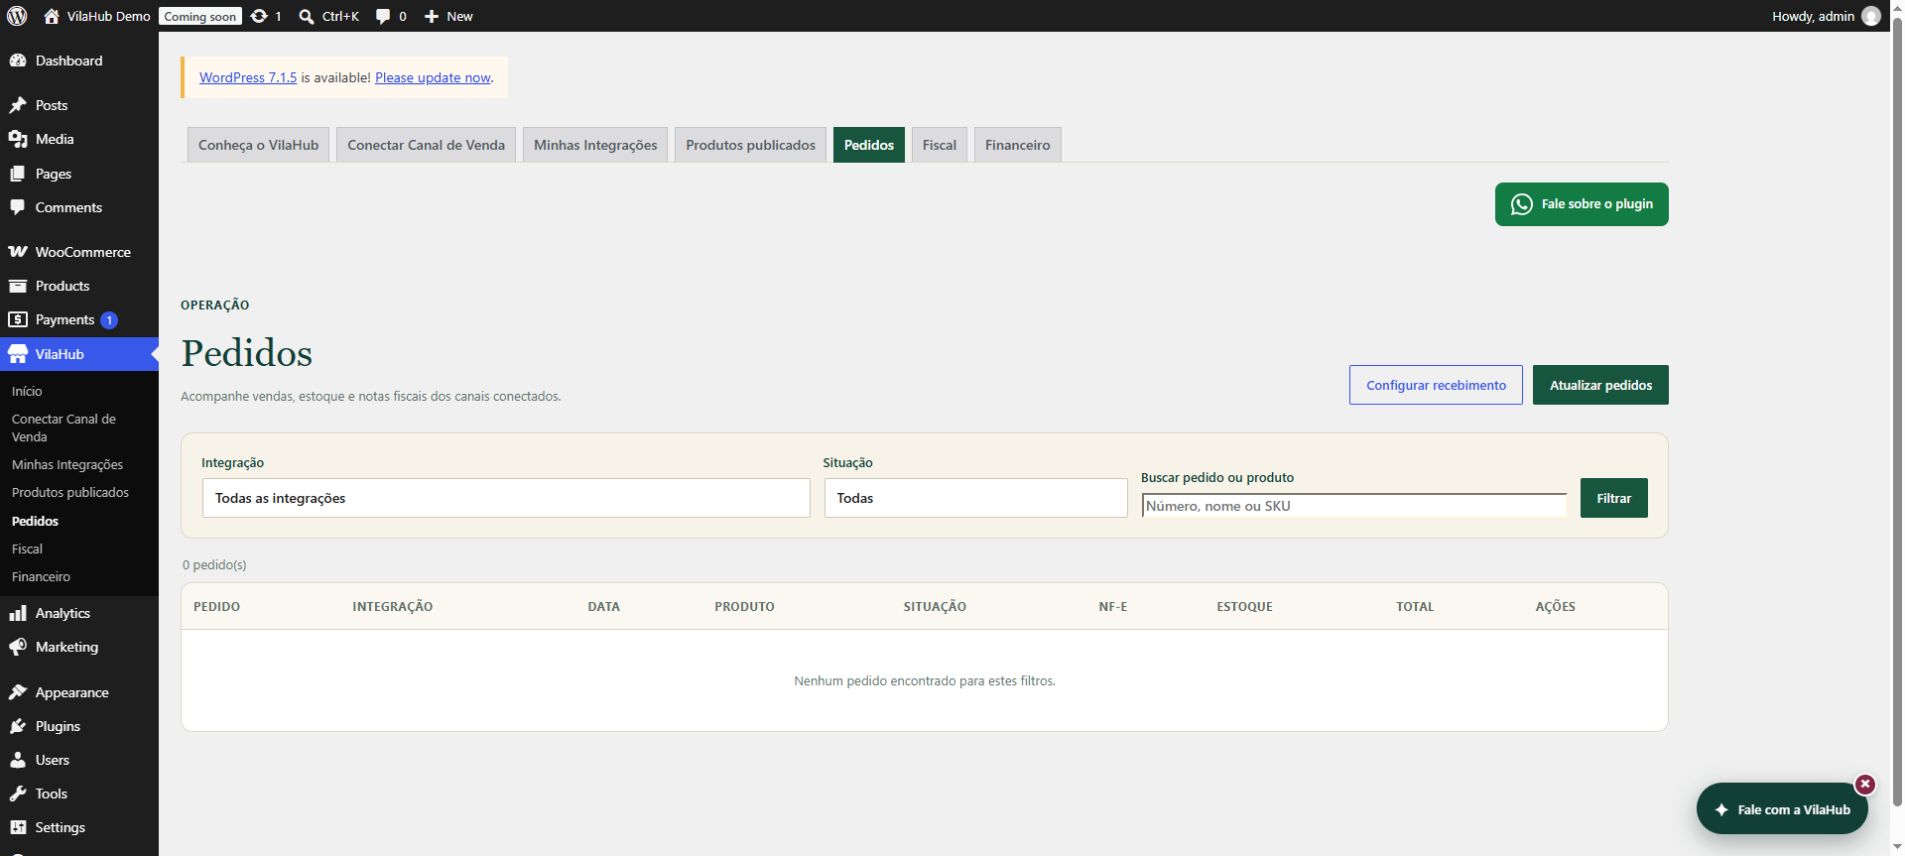 VilaHub Demo Coming soon 1 Ctrl+K 0 New Howdy, admin
Dashboard
Posts
Media
Pages
Comments
WooCommerce
Products
Payments 1
VilaHub
Início
Conectar Canal de
Venda
Minhas Integrações
Produtos publicados
Pedidos
Fiscal
Financeiro
Analytics
Marketing
Appearance
Plugins
Users
Tools
Settings
WordPress 7.1.5 is available! Please update now.
Conheça o VilaHub Conectar Canal de Venda Minhas Integrações Produtos publicados Pedidos Fiscal Financeiro
Fale sobre o plugin
OPERAÇÃO
Pedidos
Acompanhe vendas, estoque e notas fiscais dos canais conectados.
Configurar recebimento Atualizar pedidos
Integração Situação Buscar pedido ou produto
Todas as integrações Todas Número, nome ou SKU Filtrar
0 pedido(s)
PEDIDO INTEGRAÇÃO DATA PRODUTO SITUAÇÃO NF-E ESTOQUE TOTAL AÇÕES
Nenhum pedido encontrado para estes filtros.
Fale com a VilaHub